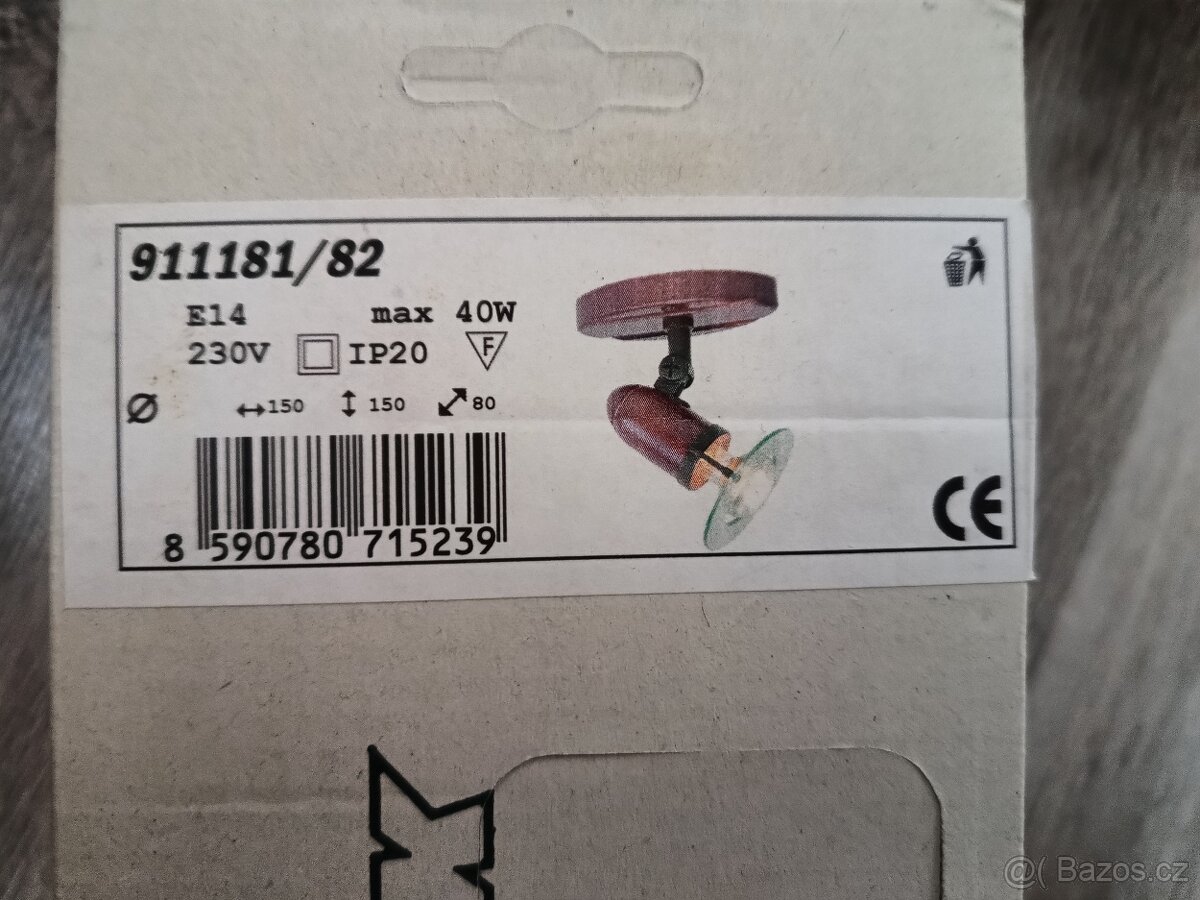 911181/82
E14 max 40W
230V IP20 F
Ø ↔150 ↕ 150 ⤢ 80
8 590780 715239
CE
@( Bazos.cz